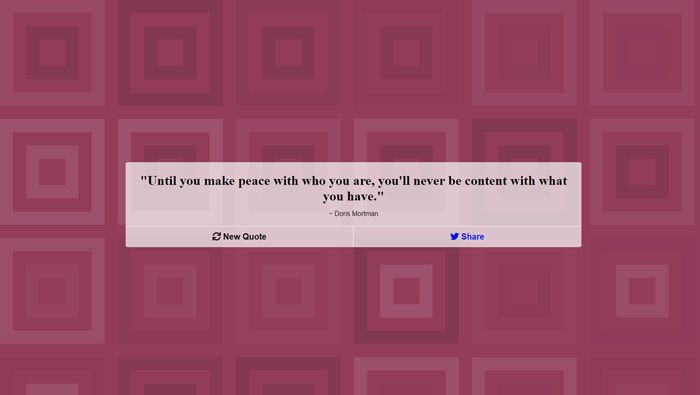 "Until you make peace with who you are, you'll never be content with what
you have."
~ Doris Mortman
New Quote
Share